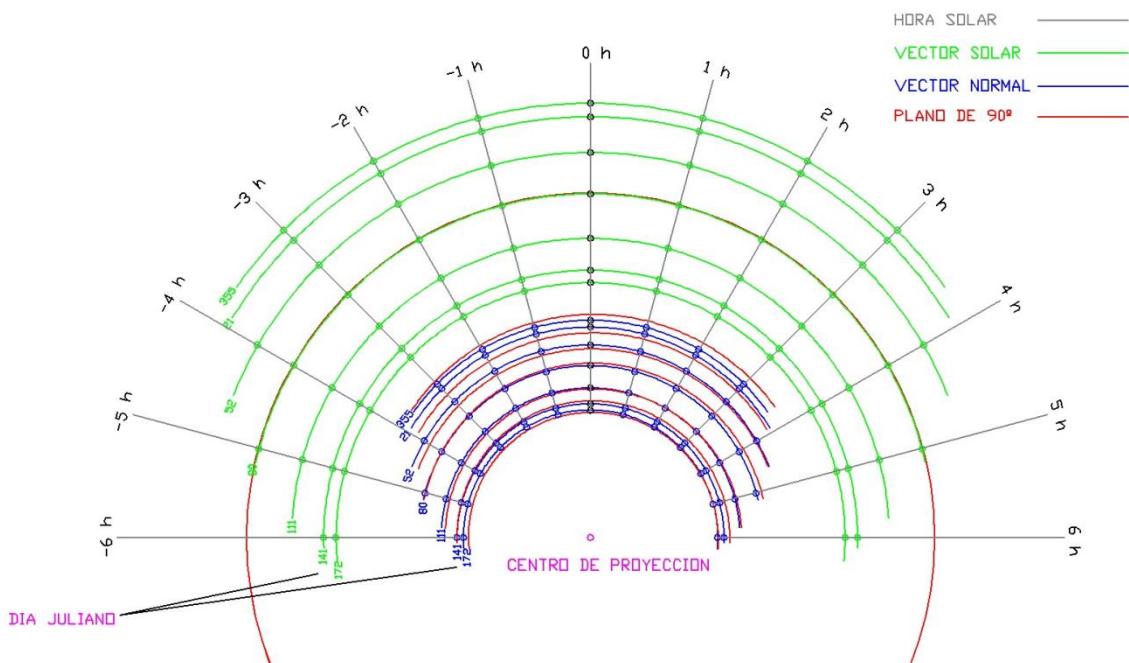 HORA SOLAR
VECTOR SOLAR
VECTOR NORMAL
PLANO DE 90º
0 h
-1 h
1 h
-2 h
2 h
-3 h
3 h
-4 h
4 h
-5 h
5 h
-6 h
6 h
355
21
52
80
111
141
172
355
21
52
80
111
141
172
CENTRO DE PROYECCION
DIA JULIANO